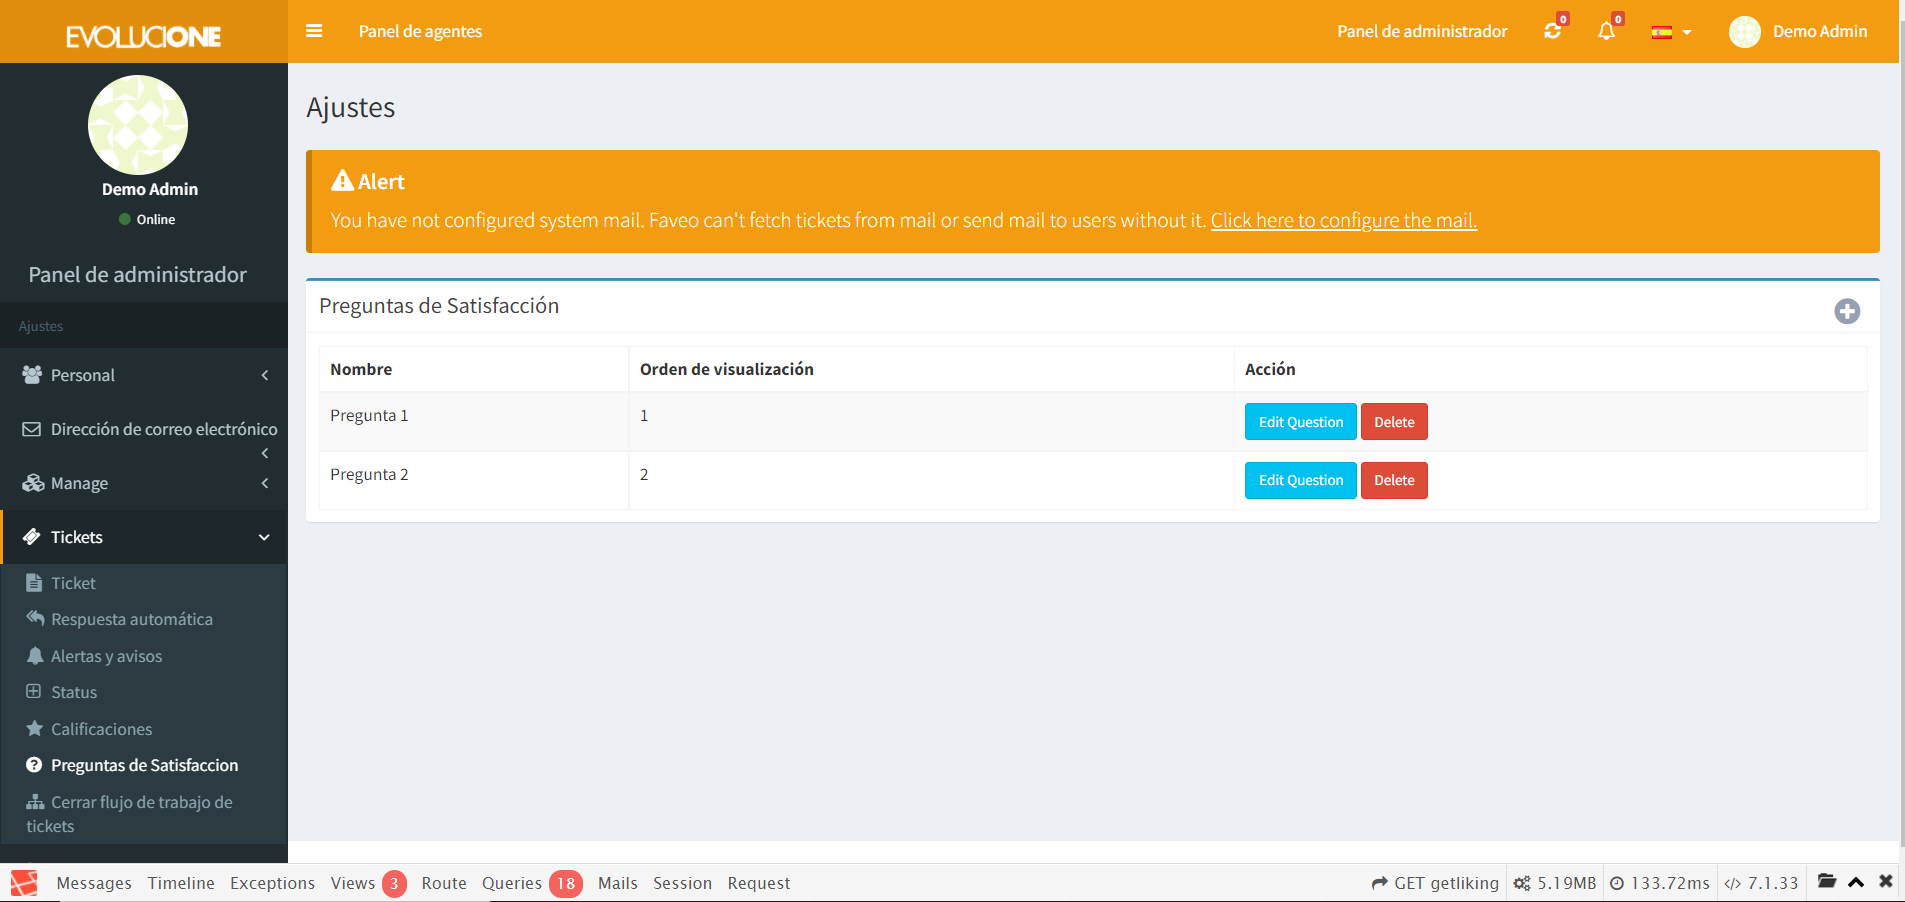 EVOLUCIONE
Panel de agentes
Panel de administrador
0
0
Demo Admin
Demo Admin
Online
Panel de administrador
Ajustes
Personal
Dirección de correo electrónico
Manage
Tickets
Ticket
Respuesta automática
Alertas y avisos
Status
Calificaciones
Preguntas de Satisfaccion
Cerrar flujo de trabajo de
tickets
Ajustes
Alert
You have not configured system mail. Faveo can't fetch tickets from mail or send mail to users without it. Click here to configure the mail.
Preguntas de Satisfacción
Nombre Orden de visualización Acción
Pregunta 1 1 Edit Question Delete
Pregunta 2 2 Edit Question Delete
Messages Timeline Exceptions Views 3 Route Queries 18 Mails Session Request GET getliking 5.19MB 133.72ms 7.1.33